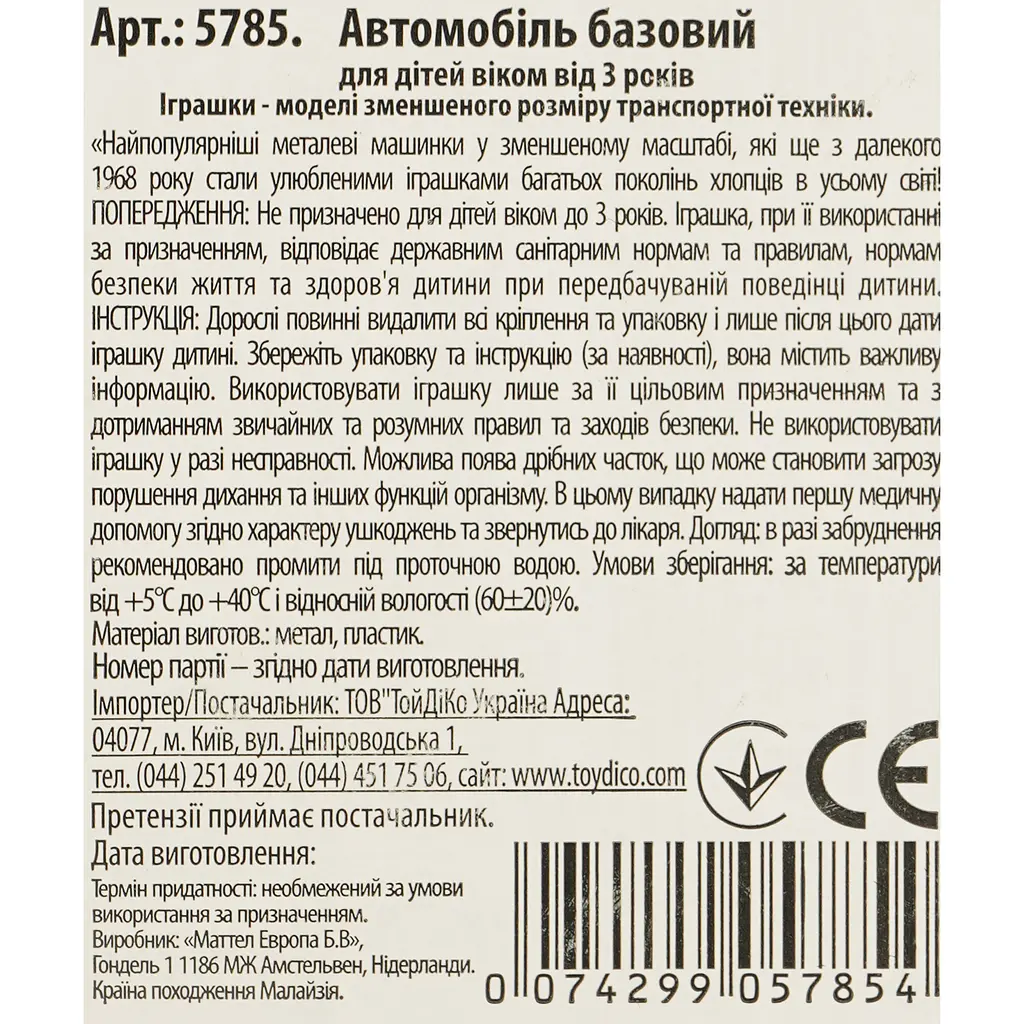 Арт.: 5785. Автомобіль базовий
для дітей віком від 3 років
Іграшки - моделі зменшеного розміру транспортної техніки.
«Найпопулярніші металеві машинки у зменшеному масштабі, які ще з далекого
1968 року стали улюбленими іграшками багатьох поколінь хлопців в усьому світі!
ПОПЕРЕДЖЕННЯ: Не призначено для дітей віком до 3 років. Іграшка, при її використанні
за призначенням, відповідає державним санітарним нормам та правилам, нормам
безпеки життя та здоров'я дитини при передбачуваній поведінці дитини.
ІНСТРУКЦІЯ: Дорослі повинні видалити всі кріплення та упаковку і лише після цього дати
іграшку дитині. Збережіть упаковку та інструкцію (за наявності), вона містить важливу
інформацію. Використовувати іграшку лише за її цільовим призначенням та з
дотриманням звичайних та розумних правил та заходів безпеки. Не використовувати
іграшку у разі несправності. Можлива поява дрібних часток, що може становити загрозу
порушення дихання та інших функцій організму. В цьому випадку надати першу медичну
допомогу згідно характеру ушкоджень та звернутись до лікаря. Догляд: в разі забруднення
рекомендовано промити під проточною водою. Умови зберігання: за температури
від +5°C до +40°C і відносній вологості (60±20)%.
Матеріал виготов.: метал, пластик.
Номер партії – згідно дати виготовлення.
Імпортер/Постачальник: ТОВ"ТойДіКо Україна Адреса:
04077, м. Київ, вул. Дніпроводська 1,
тел. (044) 251 49 20, (044) 451 75 06, сайт: www.toydico.com
Претензії приймає постачальник.
Дата виготовлення:
Термін придатності: необмежений за умови
використання за призначенням.
Виробник: «Маттел Европа Б.В»,
Гондель 1 1186 МЖ Амстельвен, Нідерланди.
Країна походження Малайзія.
CE
0 074299 057854